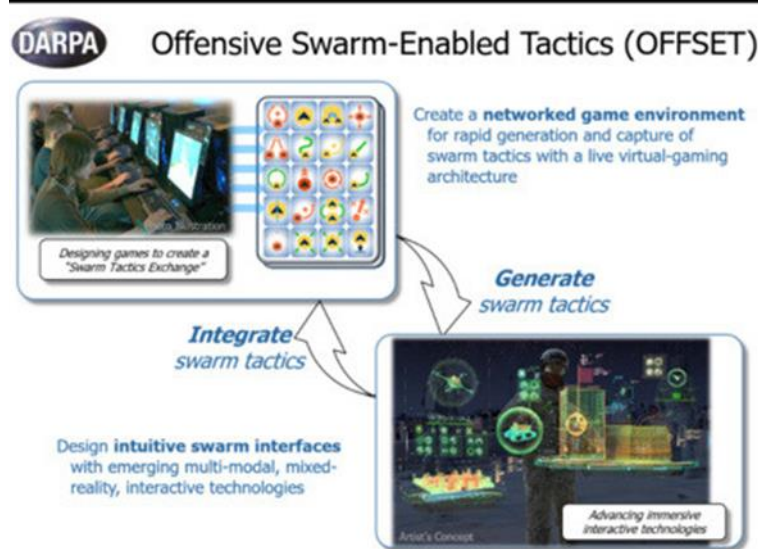 DARPA
Offensive Swarm-Enabled Tactics (OFFSET)
Create a networked game environment
for rapid generation and capture of
swarm tactics with a live virtual-gaming
architecture
Photo Illustration
Designing games to create a
"Swarm Tactics Exchange"
Generate
swarm tactics
Integrate
swarm tactics
Design intuitive swarm interfaces
with emerging multi-modal, mixed-
reality, interactive technologies
Artist's Concept
Advancing immersive
interactive technologies